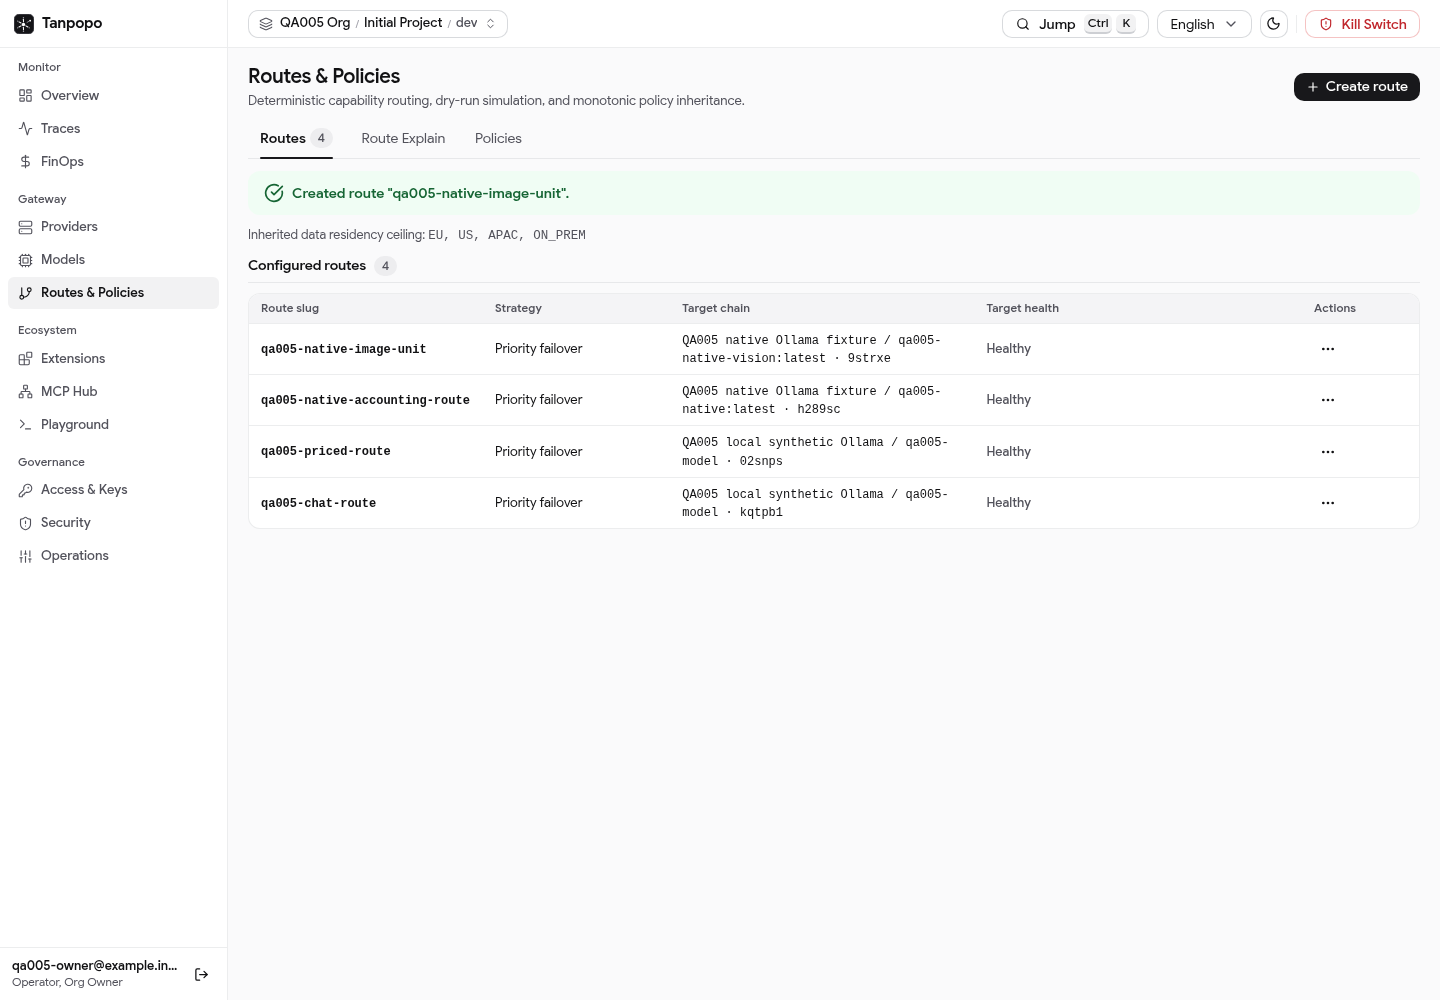 Tanpopo
QA005 Org / Initial Project / dev
Jump Ctrl K
English
Kill Switch
Monitor
Overview
Traces
FinOps
Gateway
Providers
Models
Routes & Policies
Ecosystem
Extensions
MCP Hub
Playground
Governance
Access & Keys
Security
Operations
qa005-owner@example.in...
Operator, Org Owner
Routes & Policies
Deterministic capability routing, dry-run simulation, and monotonic policy inheritance.
Create route
Routes 4
Route Explain
Policies
Created route "qa005-native-image-unit".
Inherited data residency ceiling: EU, US, APAC, ON_PREM
Configured routes 4
Route slug Strategy Target chain Target health Actions
qa005-native-image-unit Priority failover QA005 native Ollama fixture / qa005-
native-vision:latest · 9strxe Healthy
qa005-native-accounting-route Priority failover QA005 native Ollama fixture / qa005-
native:latest · h289sc Healthy
qa005-priced-route Priority failover QA005 local synthetic Ollama / qa005-
model · 02snps Healthy
qa005-chat-route Priority failover QA005 local synthetic Ollama / qa005-
model · kqtpb1 Healthy